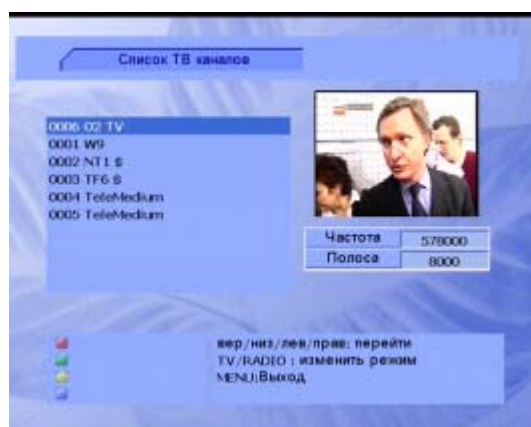 Список ТВ каналов
0006 O2 TV
0001 W9
0002 NT1 $
0003 TF6 $
0004 TeleMedium
0005 TeleMedium
Частота 578000
Полоса 8000
вер/низ/лев/прав: перейти
TV/RADIO : изменить режим
MENU:Выход